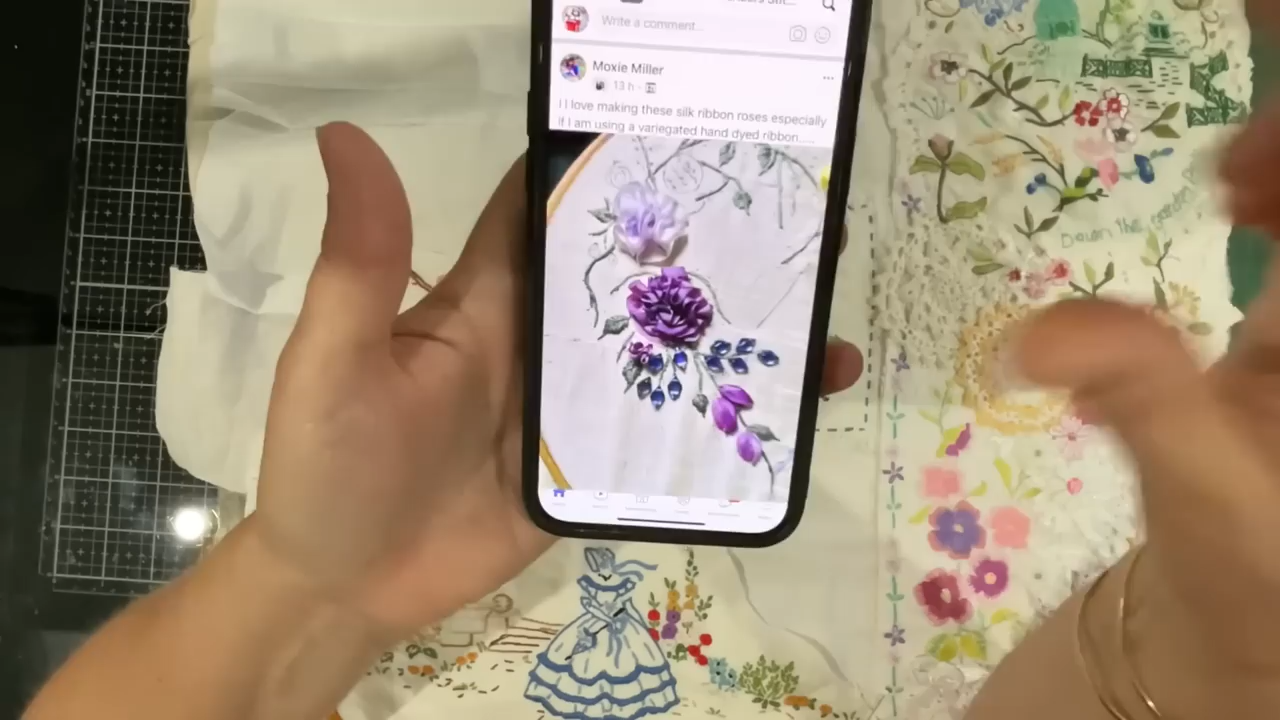 Write a comment...
Moxie Miller
13 h
I I love making these silk ribbon roses especially
if I am using a variegated hand dyed ribbon.....
Down the garden